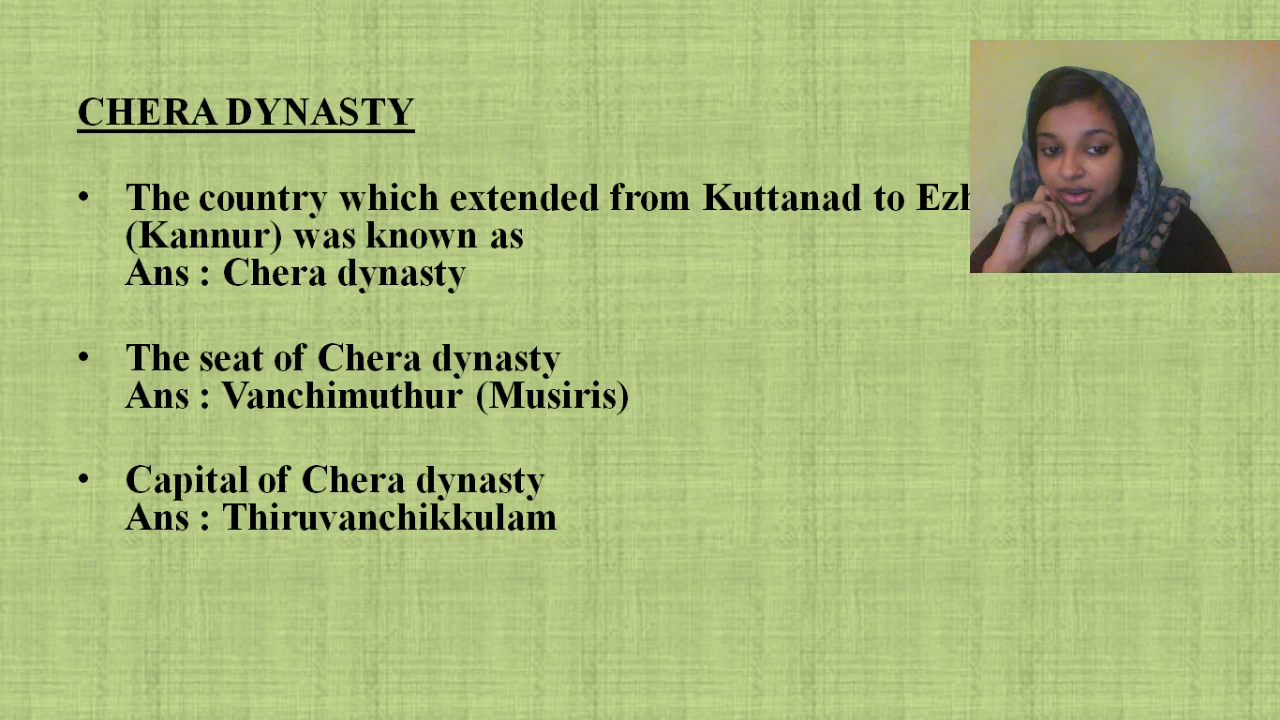 CHERA DYNASTY
• The country which extended from Kuttanad to
(Kannur) was known as
Ans : Chera dynasty
• The seat of Chera dynasty
Ans : Vanchimuthur (Musiris)
• Capital of Chera dynasty
Ans : Thiruvanchikkulam